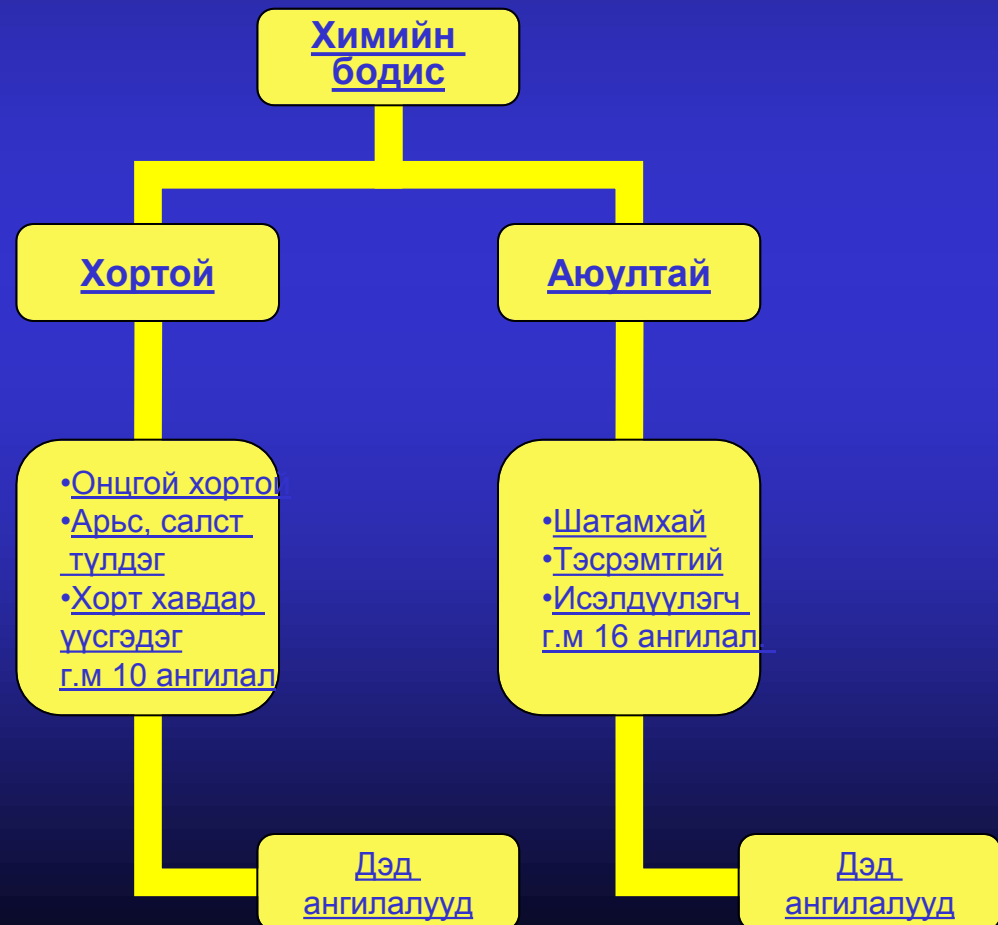 Химийн
бодис
Хортой
Аюултай
•Онцгой хортой
•Арьс, салст
түлдэг
•Хорт хавдар
үүсгэдэг
г.м 10 ангилал
•Шатамхай
•Тэсрэмтгий
•Исэлдүүлэгч
г.м 16 ангилал.
Дэд
ангилалууд
Дэд
ангилалууд